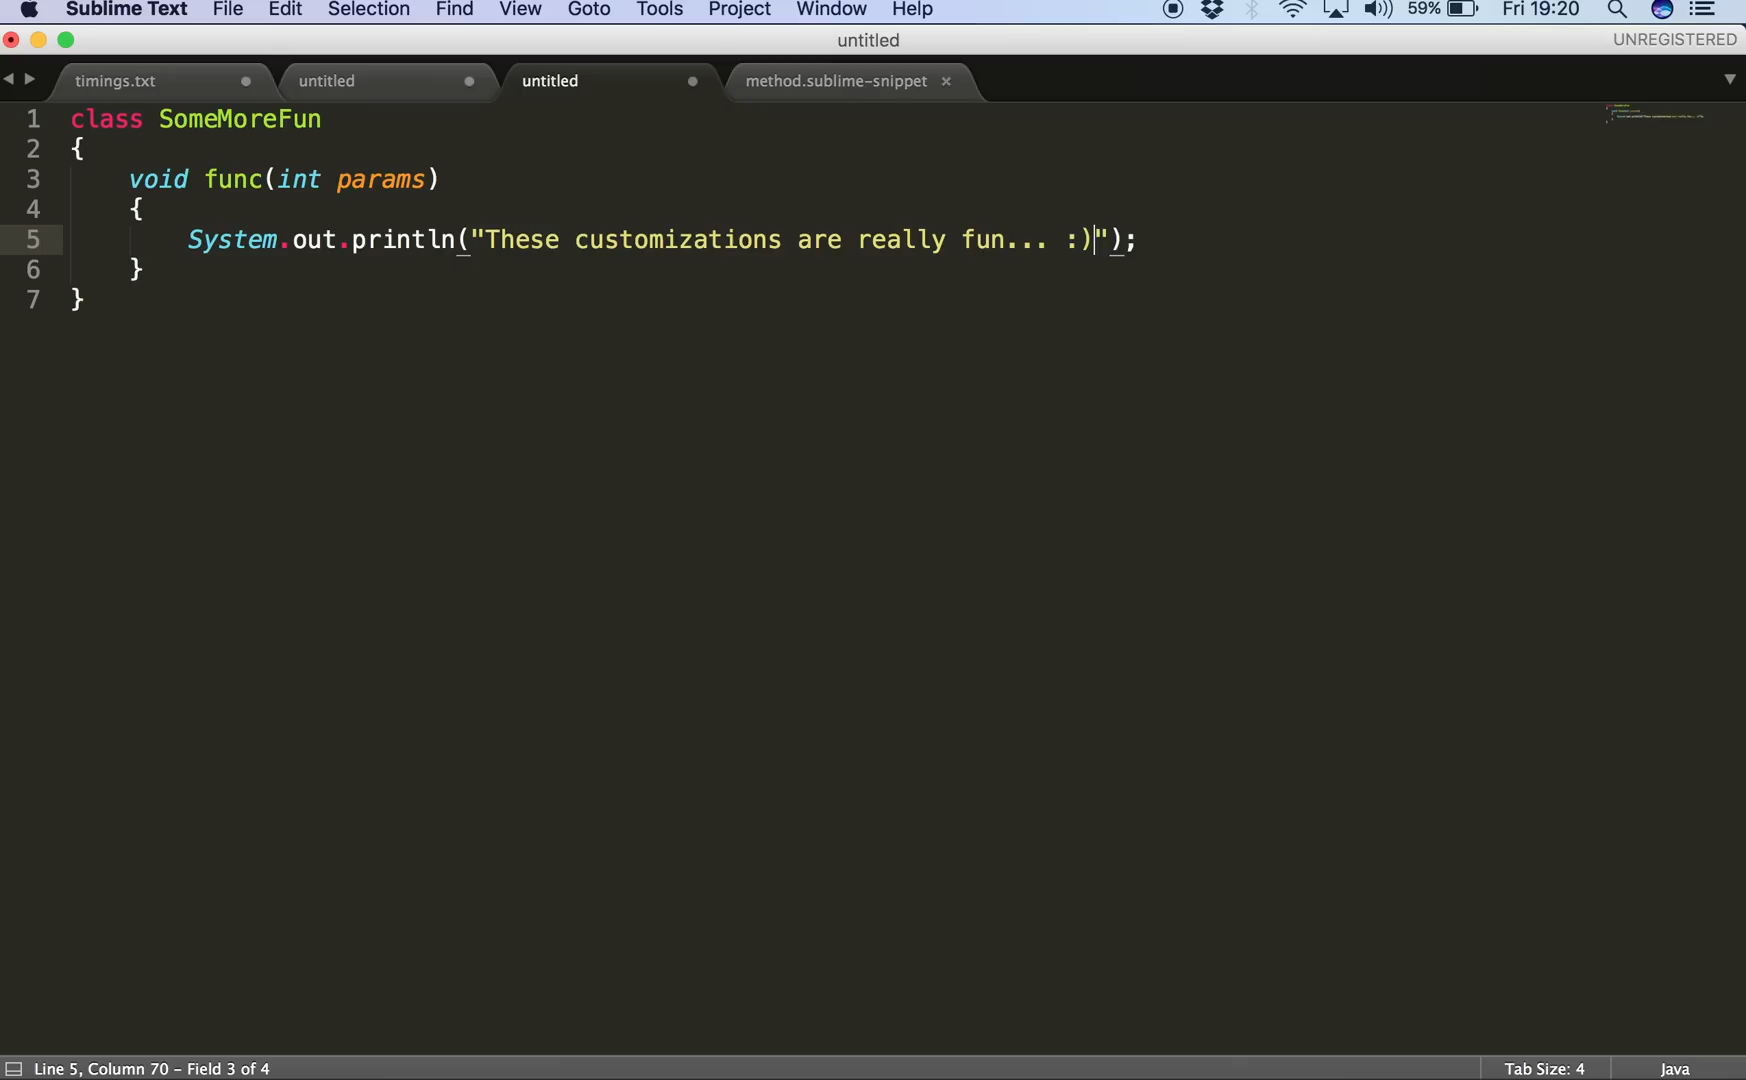 Sublime Text File Edit Selection Find View Goto Tools Project Window Help 59% Fri 19:20
untitled UNREGISTERED
timings.txt untitled untitled method.sublime-snippet ×
1 class SomeMoreFun
2 {
3 void func(int params)
4 {
5 System.out.println("These customizations are really fun... :)");
6 }
7 }
Line 5, Column 70 – Field 3 of 4 Tab Size: 4 Java